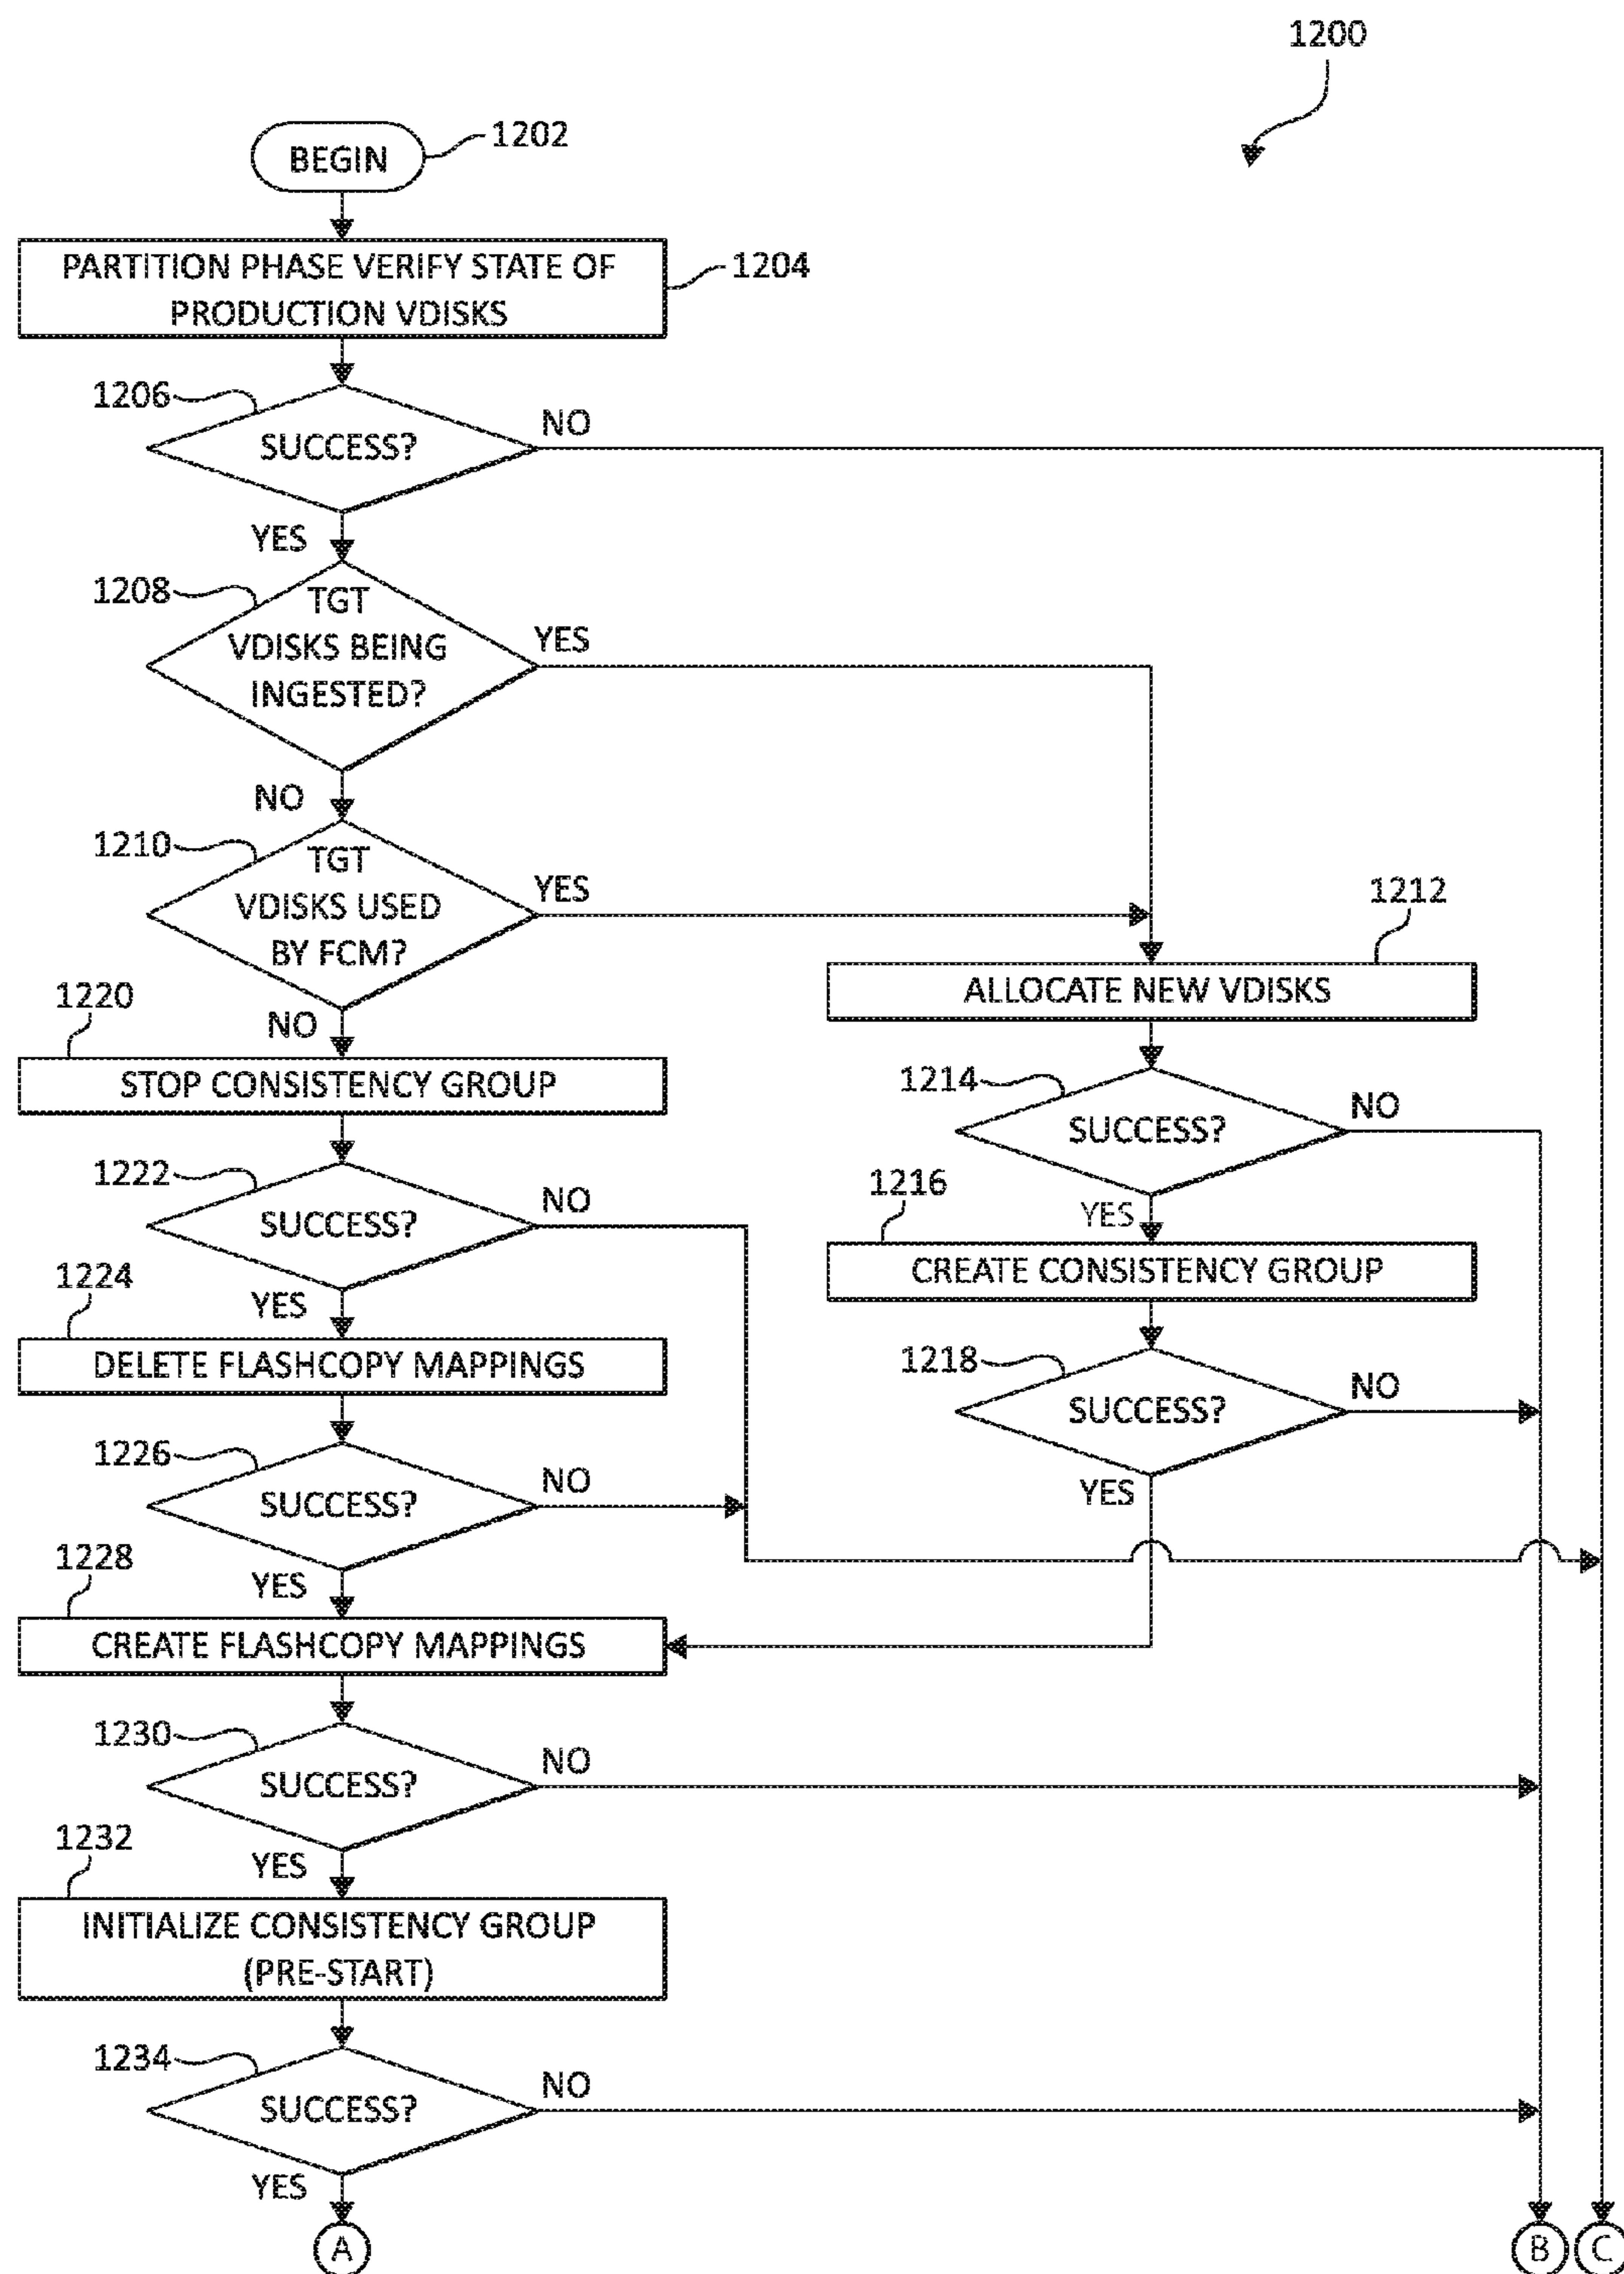 1200
BEGIN
1202
PARTITION PHASE VERIFY STATE OF
PRODUCTION VDISKS
1204
1206
SUCCESS?
NO
YES
1208
TGT
VDISKS BEING
INGESTED?
YES
NO
1210
TGT
VDISKS USED
BY FCM?
YES
NO
1212
ALLOCATE NEW VDISKS
1214
SUCCESS?
NO
YES
1216
CREATE CONSISTENCY GROUP
1218
SUCCESS?
NO
YES
1220
STOP CONSISTENCY GROUP
1222
SUCCESS?
NO
YES
1224
DELETE FLASHCOPY MAPPINGS
1226
SUCCESS?
NO
YES
1228
CREATE FLASHCOPY MAPPINGS
1230
SUCCESS?
NO
YES
1232
INITIALIZE CONSISTENCY GROUP
(PRE-START)
1234
SUCCESS?
NO
YES
A
B
C